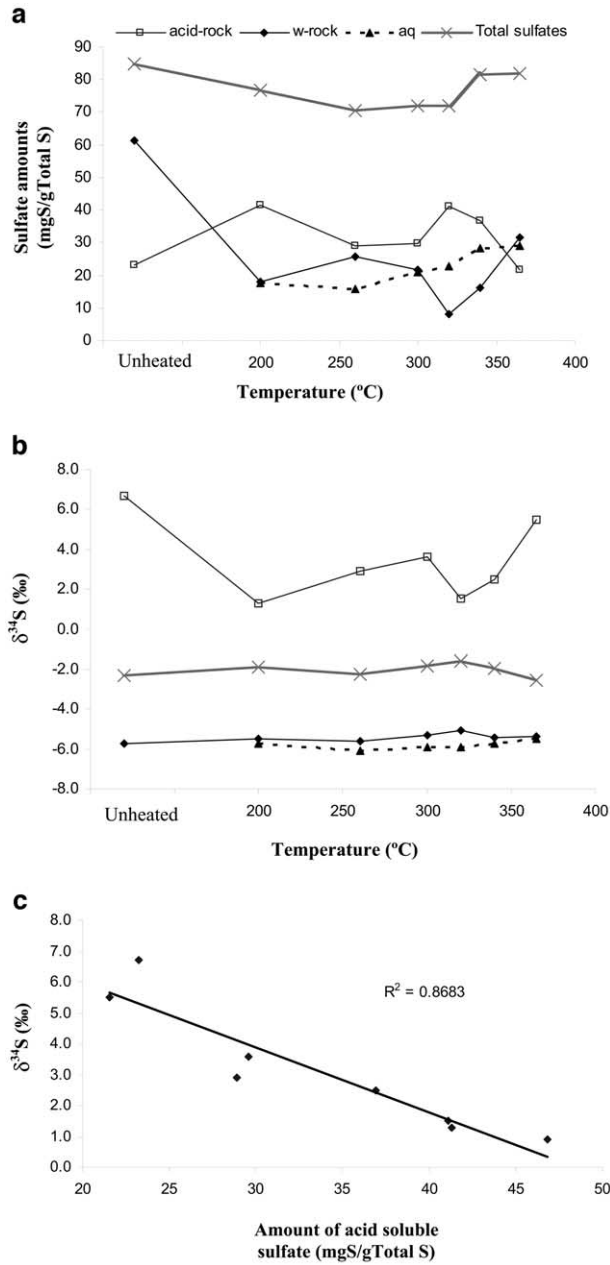 a
acid-rock w-rock aq Total sulfates
90
80
70
60
50
40
30
20
10
0
Sulfate amounts
(mgS/gTotal S)
Unheated 200 250 300 350 400
Temperature (ºC)
b
8.0
6.0
4.0
2.0
0.0
-2.0
-4.0
-6.0
-8.0
δ³⁴S (‰)
Unheated 200 250 300 350 400
Temperature (ºC)
c
8.0
7.0
6.0
5.0
4.0
3.0
2.0
1.0
0.0
δ³⁴S (‰)
R² = 0.8683
20 25 30 35 40 45 50
Amount of acid soluble
sulfate (mgS/gTotal S)